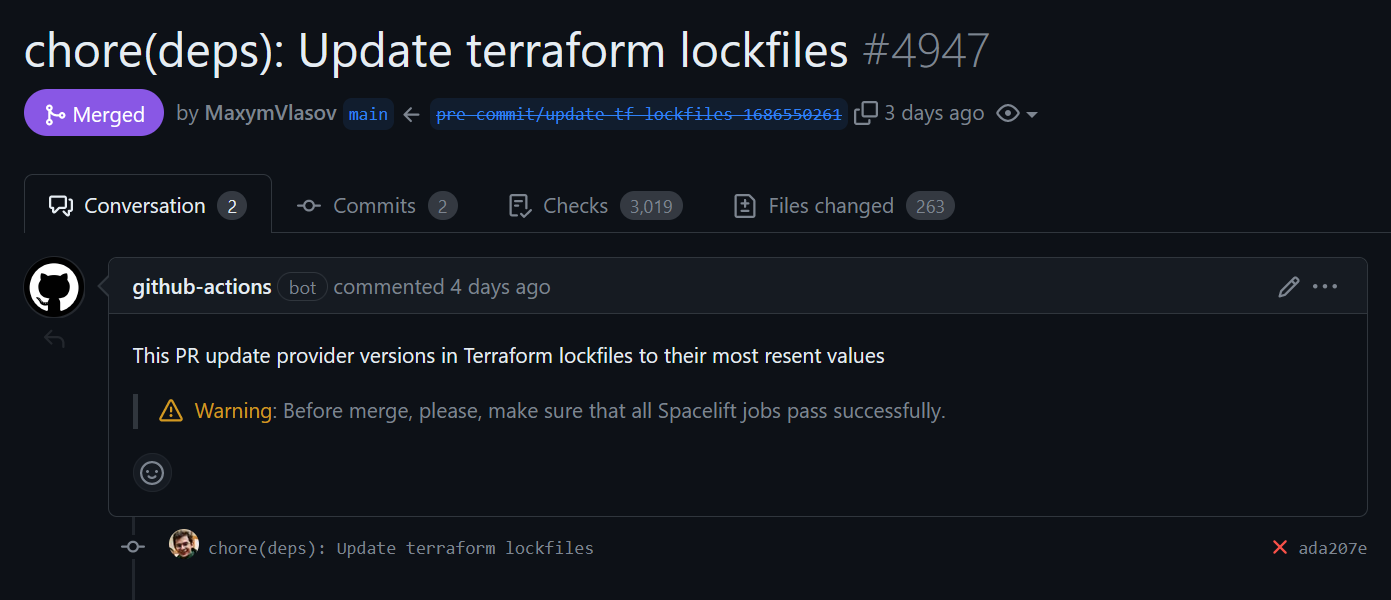 chore(deps): Update terraform lockfiles #4947
Merged by MaxymVlasov main ← pre-commit/update-tf-lockfiles-1686550261 3 days ago
Conversation 2 Commits 2 Checks 3,019 Files changed 263
github-actions bot commented 4 days ago
This PR update provider versions in Terraform lockfiles to their most resent values
Warning: Before merge, please, make sure that all Spacelift jobs pass successfully.
chore(deps): Update terraform lockfiles ada207e